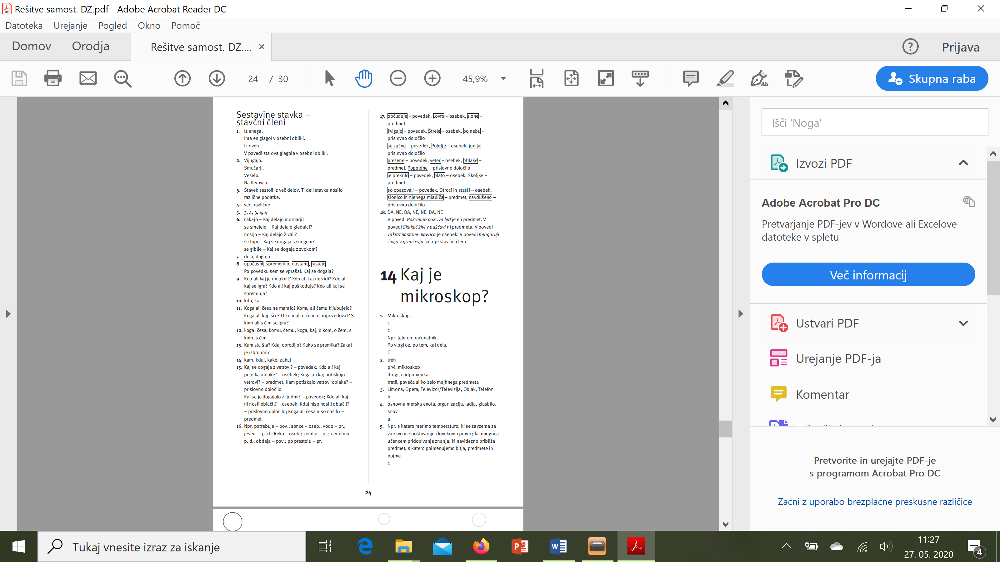 Rešitve samost. DZ.pdf - Adobe Acrobat Reader DC
Datoteka Urejanje Pogled Okno Pomoč
Domov Orodja Rešitve samost. DZ.... Prijava
24 / 30 45,9% Skupna raba
Sestavine stavka –
stavčni členi
1. Iz enega.
Ima en glagol v osebni obliki.
Iz dveh.
V povedi sta dva glagola v osebni obliki.
2. Vijugajo.
Smučarji.
Veselo.
Na Krvavcu.
3. Stavek sestoji iz več delov. Ti deli stavka nosijo
različne podatke.
4. več, različne
5. 3, 4, 3, 4, 4
6. čakajo – Kaj delajo mornarji?
se smejejo – Kaj delajo gledalci?
nosijo – Kaj delajo živali?
se topi – Kaj se dogaja s snegom?
se giblje – Kaj se dogaja z zvokom?
7. dela, dogaja
8. upočasni, spremenijo, nastane, rastejo
Po povedku sem se vprašal: Kaj se dogaja?
9. Kdo ali kaj je umaknil? Kdo ali kaj ne vidi? Kdo ali
kaj se igra? Kdo ali kaj poškoduje? Kdo ali kaj se
spreminja?
10. kdo, kaj
11. Koga ali česa ne marajo? Komu ali čemu kljubujejo?
Koga ali kaj išče? O kom ali o čem je pripovedoval? S
kom ali s čim se igra?
12. koga, česa, komu, čemu, koga, kaj, o kom, o čem, s
kom, s čim
13. Kam sta šla? Kdaj obrodijo? Kako se premika? Zakaj
je izbruhnil?
14. kam, kdaj, kako, zakaj
15. Kaj se dogaja z vetrovi? – povedek; Kdo ali kaj
potiska oblake? – osebek; Koga ali kaj potiskajo
vetrovi? – predmet; Kam potiskajo vetrovi oblake? –
prislovno določilo
Kaj se je dogajalo z ljudmi? – povedek; Kdo ali kaj
ni nosil oblačil? – osebek; Kdaj niso nosili oblačil?
– prislovno določilo; Koga ali česa niso nosili? –
predmet
16. Npr. potrebuje – pov.; sonce – oseb.; vodo – pr.;
jeseni – p. d.; Reka – oseb.; zemljo – pr.; nenehno –
p. d.; obdaja – pov.; po prestolu – pr.
17. občuduje – povedek, Lovro – osebek, slone –
predmet
švigajo – povedek, Strele – osebek, po nebu –
prislovno določilo
se začne – povedek, Poletje – osebek, junija –
prislovno določilo
prežene – povedek, veter – osebek, oblake –
predmet, Popoldne – prislovno določilo
je prekrilo – povedek, blato – osebek, Školjke –
predmet
so opazovali – povedek, Otroci in starši – osebek,
slonico in njenega mladiča – predmet, navdušeno –
prislovno določilo
18. DA, NE, DA, NE, NE, DA, NE
V povedi Pokrajino pokriva led je en predmet. V
povedi Skakač živi v puščavi ni predmeta. V povedi
Takrat nastane mavrica je osebek. V povedi Kenguruji
živijo v grmičevju so trije stavčni členi.
14 Kaj je
mikroskop?
1. Mikroskop.
c
c
Npr. telefon, računalnik.
Po vlogi oz. po tem, kaj dela.
č
2. treh
prvi, mikroskop
drugi, nadpomenka
tretji, poveča sliko zelo majhnega predmeta
3. Limona, Opera, Televizor/Televizija, Oblak, Telefon
b
4. osnovna merska enota, organizacija, ladja, glasbilo,
snov
a
5. Npr. s katero merimo temperaturo; ki se zavzema za
varstvo in spoštovanje človekovih pravic; ki omogoča
učencem pridobivanje znanja; ki navidezno približa
predmet; s katero poimenujemo bitja, predmete in
pojme.
c
24
Išči 'Noga'
Izvozi PDF
Adobe Acrobat Pro DC
Pretvarjanje PDF-jev v Wordove ali Excelove
datoteke v spletu
Več informacij
Ustvari PDF
Urejanje PDF-ja
Komentar
Pretvorite in urejajte PDF-je
s programom Acrobat Pro DC
Začni z uporabo brezplačne preskusne različice
Tukaj vnesite izraz za iskanje
11:27
27. 05. 2020
4